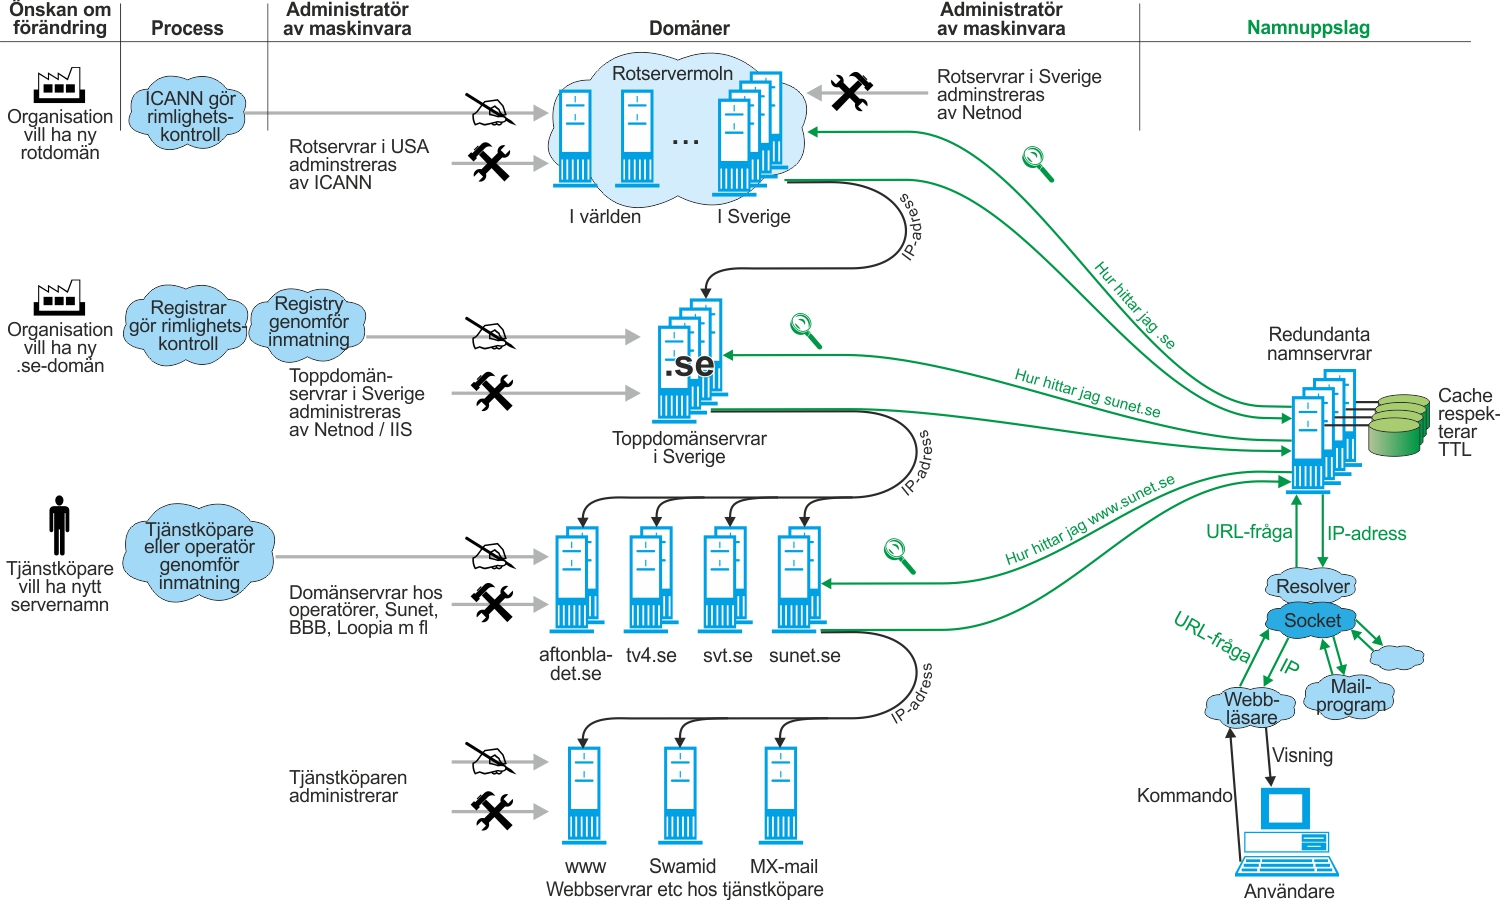 Önskan om
förändring
Process
Administratör
av maskinvara
Domäner
Administratör
av maskinvara
Namnuppslag
Organisation
vill ha ny
rotdomän
ICANN gör
rimlighets-
kontroll
Rotservrar i USA
adminstreras
av ICANN
Rotservermoln
...
I världen
I Sverige
Rotservrar i Sverige
adminstreras
av Netnod
IP-adress
Hur hittar jag .se
Organisation
vill ha ny
.se-domän
Registrar
gör rimlighets-
kontroll
Registry
genomför
inmatning
Toppdomän-
servrar i Sverige
administreras
av Netnod / IIS
.se
Toppdomänservrar
i Sverige
Hur hittar jag sunet.se
Redundanta
namnservrar
Cache
respek-
terar
TTL
IP-adress
Tjänstköpare
vill ha nytt
servernamn
Tjänstköpare
eller operatör
genomför
inmatning
Domänservrar hos
operatörer, Sunet,
BBB, Loopia m fl
aftonbla-
det.se
tv4.se
svt.se
sunet.se
Hur hittar jag www.sunet.se
URL-fråga
IP-adress
Resolver
Socket
URL-fråga
IP
Webb-
läsare
Mail-
program
IP-adress
Tjänstköparen
administrerar
www
Swamid
MX-mail
Webbservrar etc hos tjänstköpare
Visning
Kommando
Användare